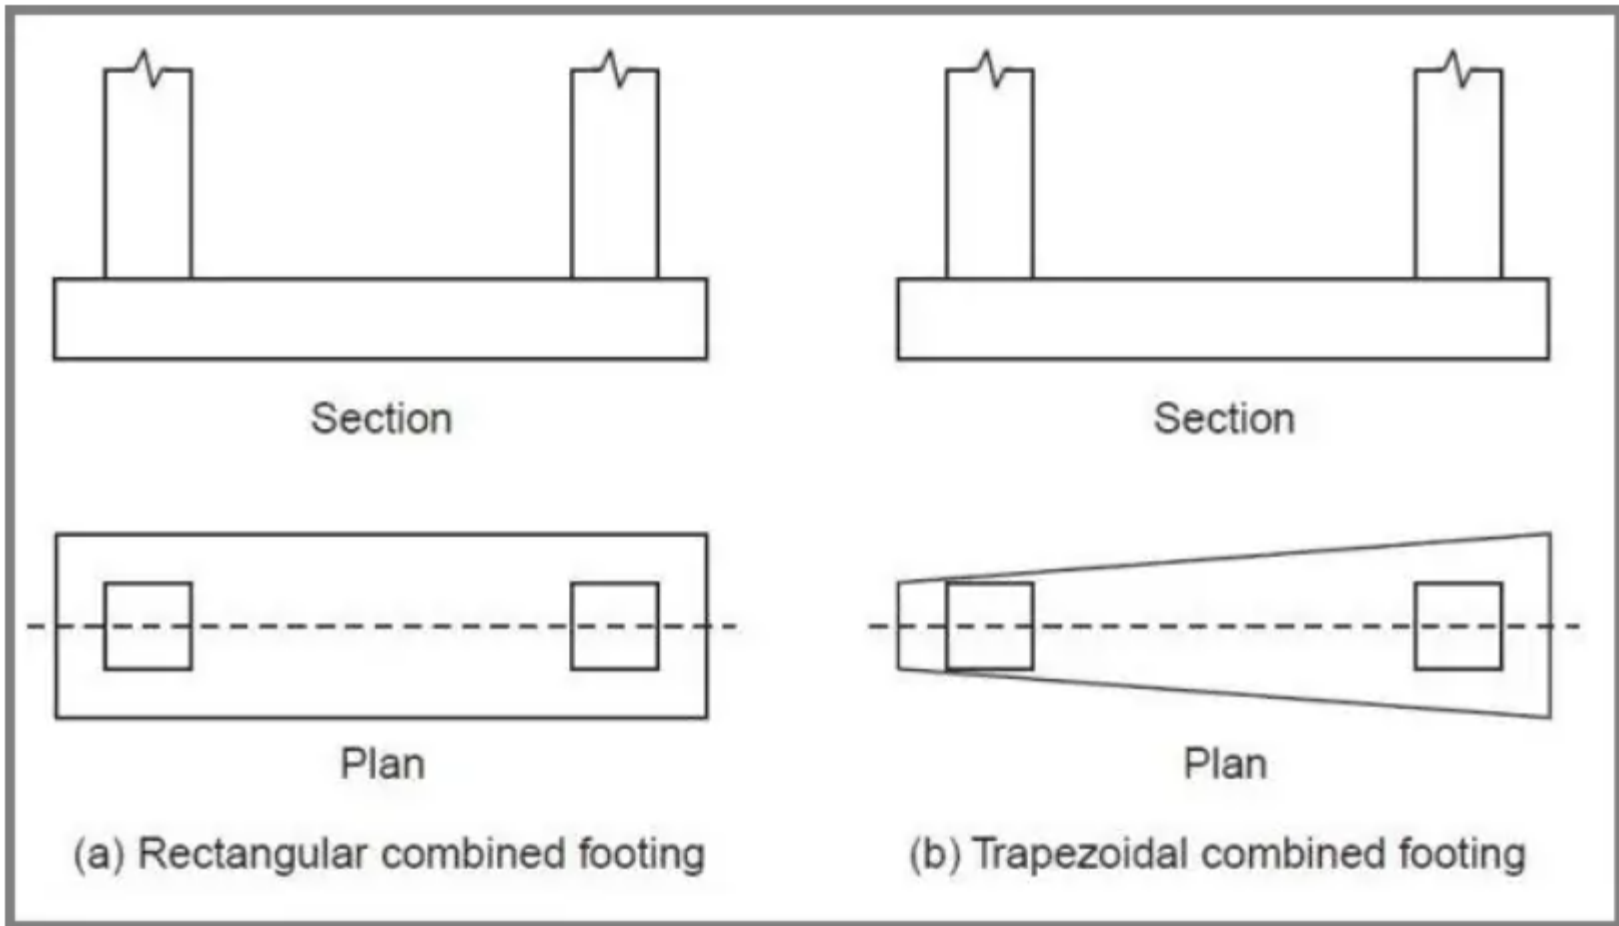 Section
Section
Plan
Plan
(a) Rectangular combined footing
(b) Trapezoidal combined footing